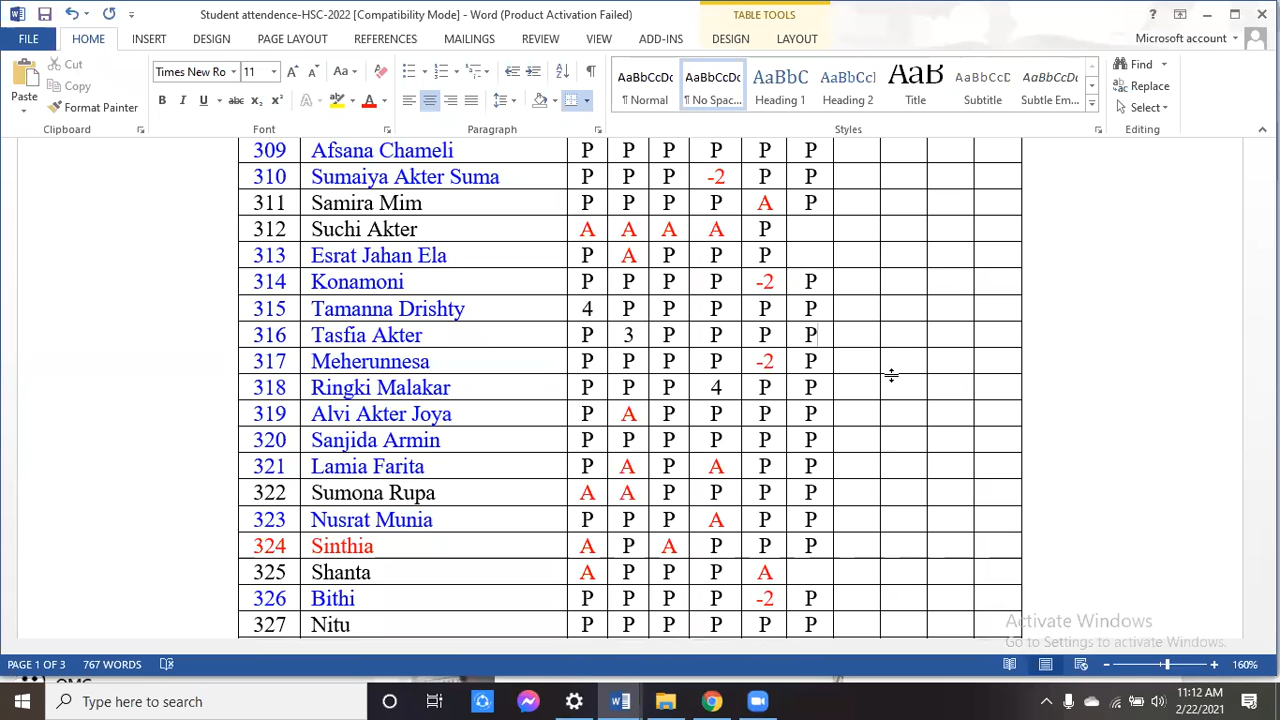 Student attendence-HSC-2022 [Compatibility Mode] - Word (Product Activation Failed)
TABLE TOOLS
FILE HOME INSERT DESIGN PAGE LAYOUT REFERENCES MAILINGS REVIEW VIEW ADD-INS DESIGN LAYOUT Microsoft account
Cut
Copy
Format Painter
Paste
Times New Ro 11
AaBbCcDc AaBbCcDc AaBbC AaBbCc AaB AaBbCcD AaBbCcDc
¶ Normal ¶ No Spac... Heading 1 Heading 2 Title Subtitle Subtle Em...
Find
Replace
Select
Clipboard Font Paragraph Styles Editing
309 Afsana Chameli P P P P P P
310 Sumaiya Akter Suma P P P -2 P P
311 Samira Mim P P P P A P
312 Suchi Akter A A A A P
313 Esrat Jahan Ela P A P P P
314 Konamoni P P P P -2 P
315 Tamanna Drishty 4 P P P P P
316 Tasfia Akter P 3 P P P P
317 Meherunnesa P P P P -2 P
318 Ringki Malakar P P P 4 P P
319 Alvi Akter Joya P A P P P P
320 Sanjida Armin P P P P P P
321 Lamia Farita P A P A P P
322 Sumona Rupa A A P P P P
323 Nusrat Munia P P P A P P
324 Sinthia A P A P P P
325 Shanta A P P P A
326 Bithi P P P P -2 P
327 Nitu P P P P P P
Activate Windows
Go to Settings to activate Windows.
PAGE 1 OF 3 767 WORDS 160%
Type here to search
11:12 AM
2/22/2021